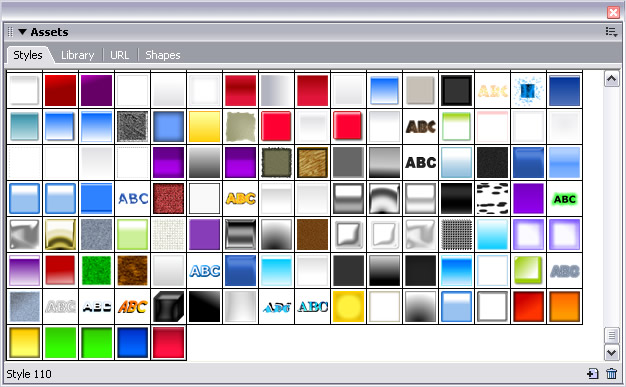 Assets
Styles Library URL Shapes
ABC
ABC
ABC
ABC ABC ABC
ABC ABC
ABC ABC ABC ABC ABC
Style 110